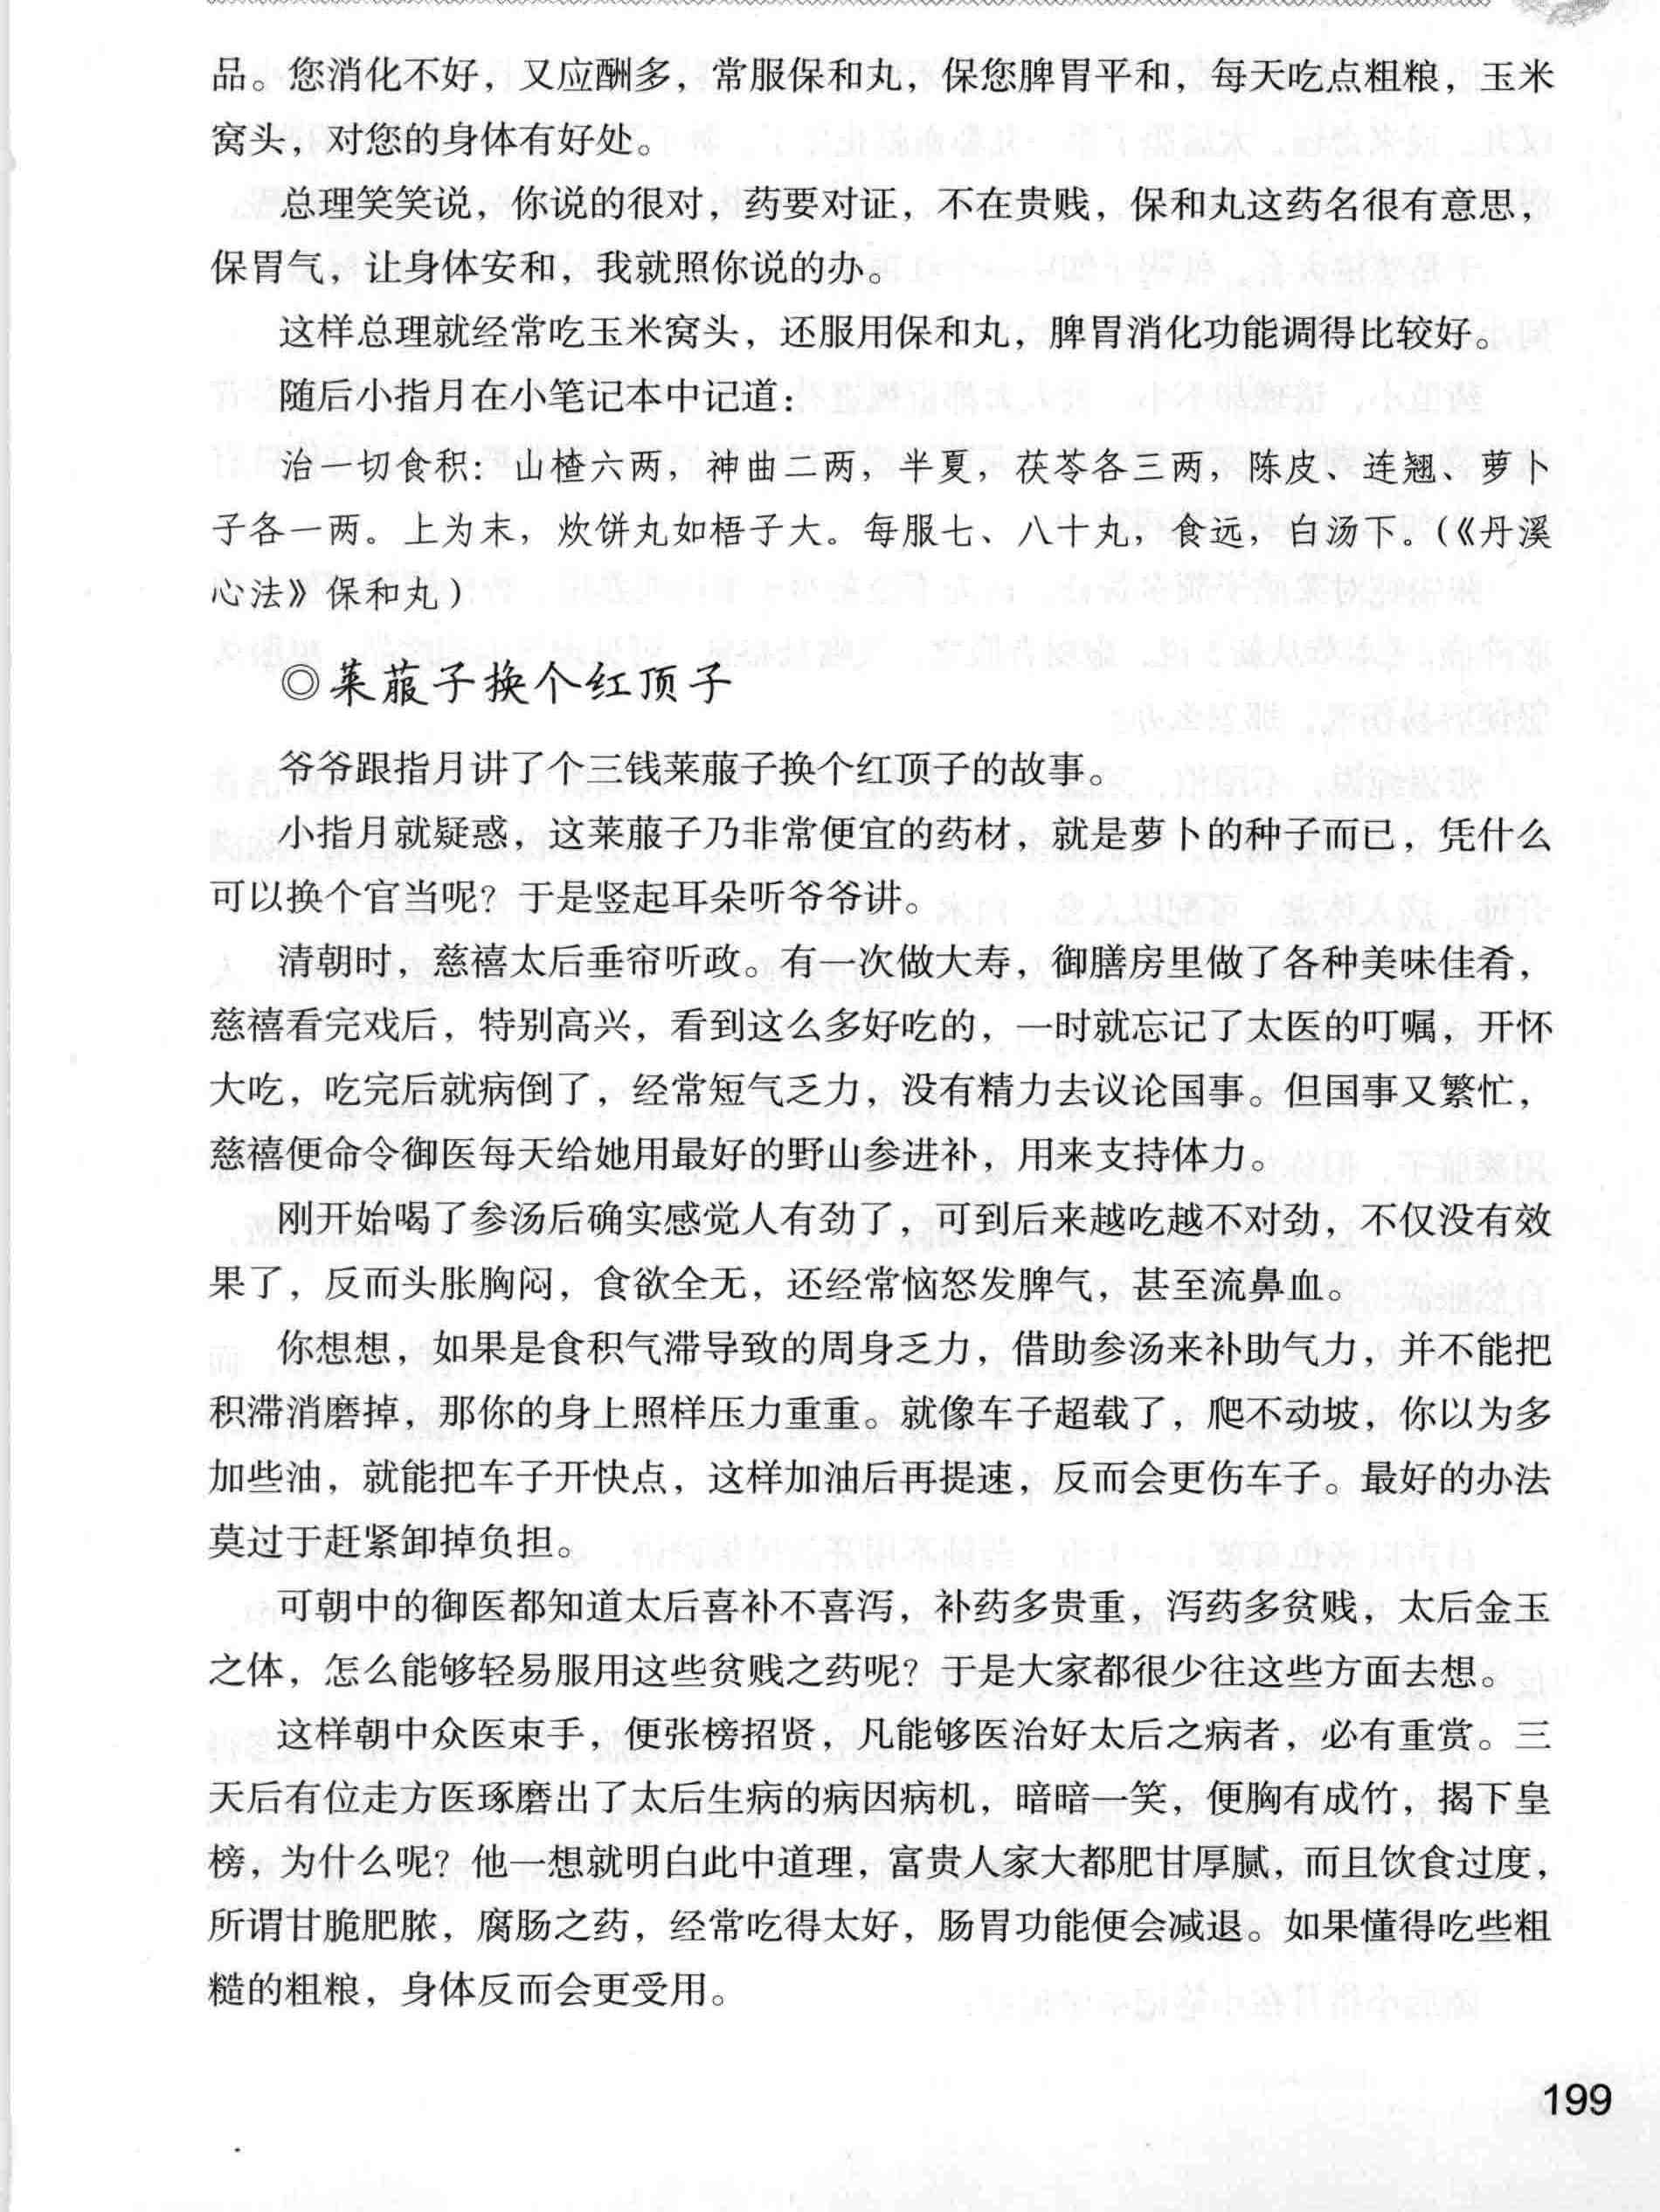 品。您消化不好，又应酬多，常服保和丸，保您脾胃平和，每天吃点粗粮，玉米
窝头，对您的身体有好处。
总理笑笑说，你说的很对，药要对证，不在贵贱，保和丸这药名很有意思，
保胃气，让身体安和，我就照你说的办。
这样总理就经常吃玉米窝头，还服用保和丸，脾胃消化功能调得比较好。
随后小指月在小笔记本中记道：
治一切食积：山楂六两，神曲二两，半夏，茯苓各三两，陈皮、连翘、萝卜
子各一两。上为末，炊饼丸如梧子大。每服七、八十丸，食远，白汤下。(《丹溪
心法》保和丸)
◎莱菔子换个红顶子
爷爷跟指月讲了个三钱莱菔子换个红顶子的故事。
小指月就疑惑，这莱菔子乃非常便宜的药材，就是萝卜的种子而已，凭什么
可以换个官当呢？于是竖起耳朵听爷爷讲。
清朝时，慈禧太后垂帘听政。有一次做大寿，御膳房里做了各种美味佳肴，
慈禧看完戏后，特别高兴，看到这么多好吃的，一时就忘记了太医的叮嘱，开怀
大吃，吃完后就病倒了，经常短气乏力，没有精力去议论国事。但国事又繁忙，
慈禧便命令御医每天给她用最好的野山参进补，用来支持体力。
刚开始喝了参汤后确实感觉人有劲了，可到后来越吃越不对劲，不仅没有效
果了，反而头胀胸闷，食欲全无，还经常恼怒发脾气，甚至流鼻血。
你想想，如果是食积气滞导致的周身乏力，借助参汤来补助气力，并不能把
积滞消磨掉，那你的身上照样压力重重。就像车子超载了，爬不动坡，你以为多
加些油，就能把车子开快点，这样加油后再提速，反而会更伤车子。最好的办法
莫过于赶紧卸掉负担。
可朝中的御医都知道太后喜补不喜泻，补药多贵重，泻药多贫贱，太后金玉
之体，怎么能够轻易服用这些贫贱之药呢？于是大家都很少往这些方面去想。
这样朝中众医束手，便张榜招贤，凡能够医治好太后之病者，必有重赏。三
天后有位走方医琢磨出了太后生病的病因病机，暗暗一笑，便胸有成竹，揭下皇
榜，为什么呢？他一想就明白此中道理，富贵人家大都肥甘厚腻，而且饮食过度，
所谓甘脆肥脓，腐肠之药，经常吃得太好，肠胃功能便会减退。如果懂得吃些粗
糙的粗粮，身体反而会更受用。
199